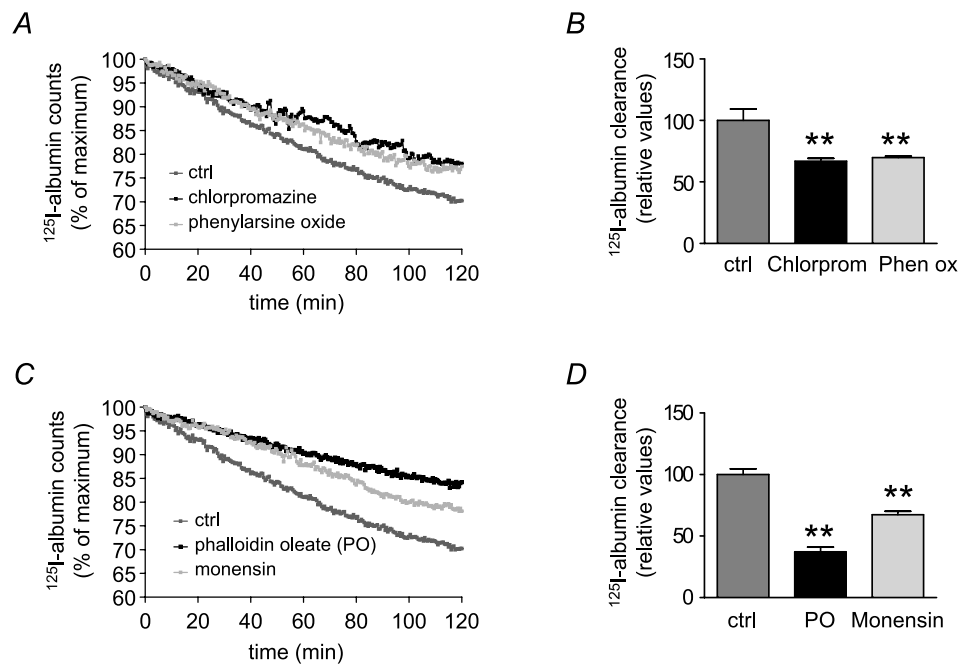 A
¹²⁵I-albumin counts
(% of maximum)
100
95
90
85
80
75
70
65
60
ctrl
chlorpromazine
phenylarsine oxide
0 20 40 60 80 100 120
time (min)
B
¹²⁵I-albumin clearance
(relative values)
150
100
50
0
** **
ctrl Chlorprom Phen ox
C
¹²⁵I-albumin counts
(% of maximum)
100
95
90
85
80
75
70
65
60
ctrl
phalloidin oleate (PO)
monensin
0 20 40 60 80 100 120
time (min)
D
¹²⁵I-albumin clearance
(relative values)
150
100
50
0
**
**
ctrl PO Monensin